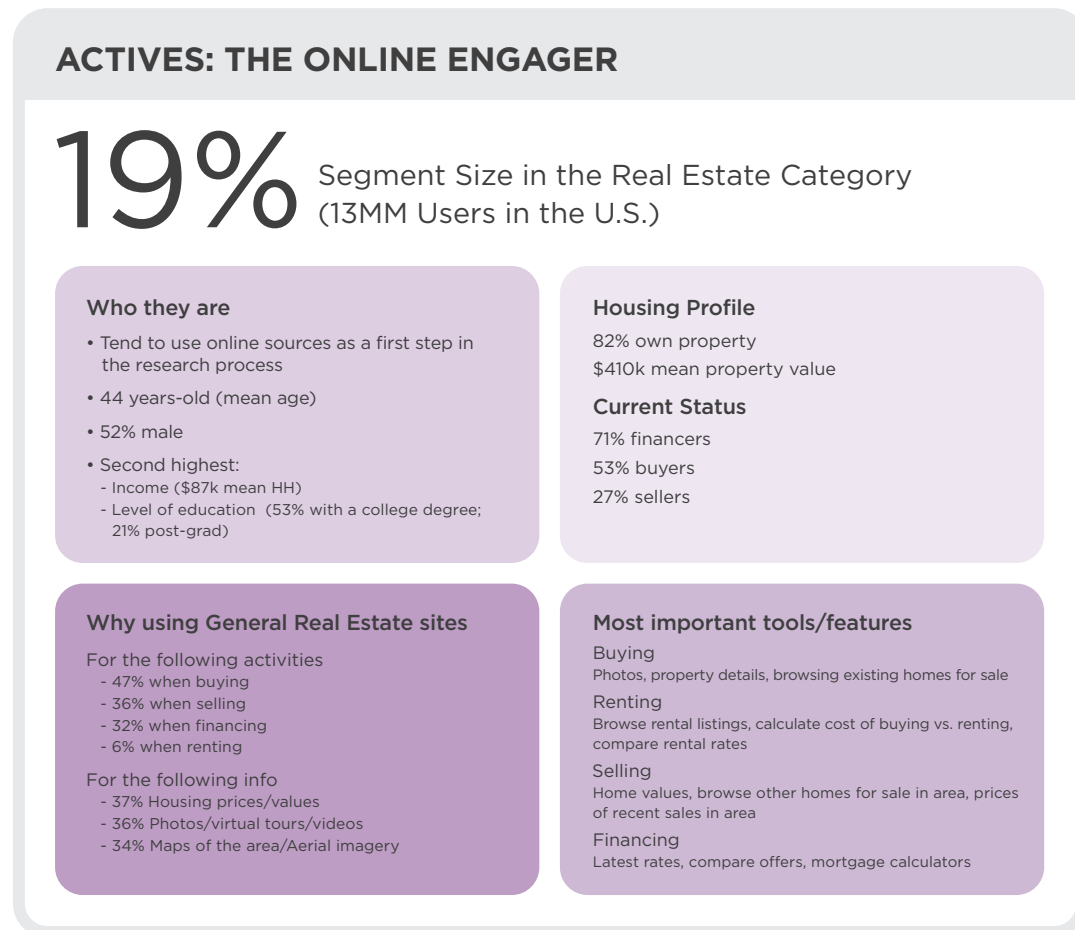 ACTIVES: THE ONLINE ENGAGER
19%
Segment Size in the Real Estate Category
(13MM Users in the U.S.)
Who they are
• Tend to use online sources as a first step in
the research process
• 44 years-old (mean age)
• 52% male
• Second highest:
- Income ($87k mean HH)
- Level of education (53% with a college degree;
21% post-grad)
Housing Profile
82% own property
$410k mean property value
Current Status
71% financers
53% buyers
27% sellers
Why using General Real Estate sites
For the following activities
- 47% when buying
- 36% when selling
- 32% when financing
- 6% when renting
For the following info
- 37% Housing prices/values
- 36% Photos/virtual tours/videos
- 34% Maps of the area/Aerial imagery
Most important tools/features
Buying
Photos, property details, browsing existing homes for sale
Renting
Browse rental listings, calculate cost of buying vs. renting,
compare rental rates
Selling
Home values, browse other homes for sale in area, prices
of recent sales in area
Financing
Latest rates, compare offers, mortgage calculators